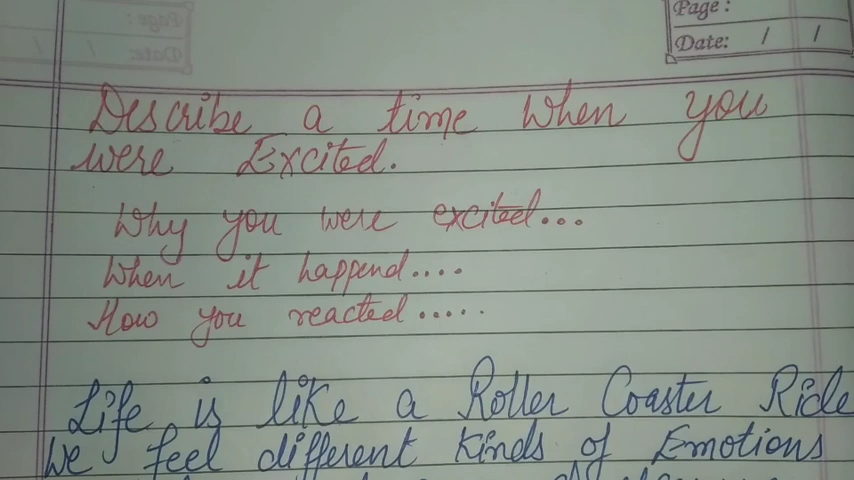 Page :
Date: / /
Describe a time when you
were Excited.
Why you were excited...
When it happend....
How you reacted.....
Life is like a Roller Coaster Ride
We feel different kinds of Emotions